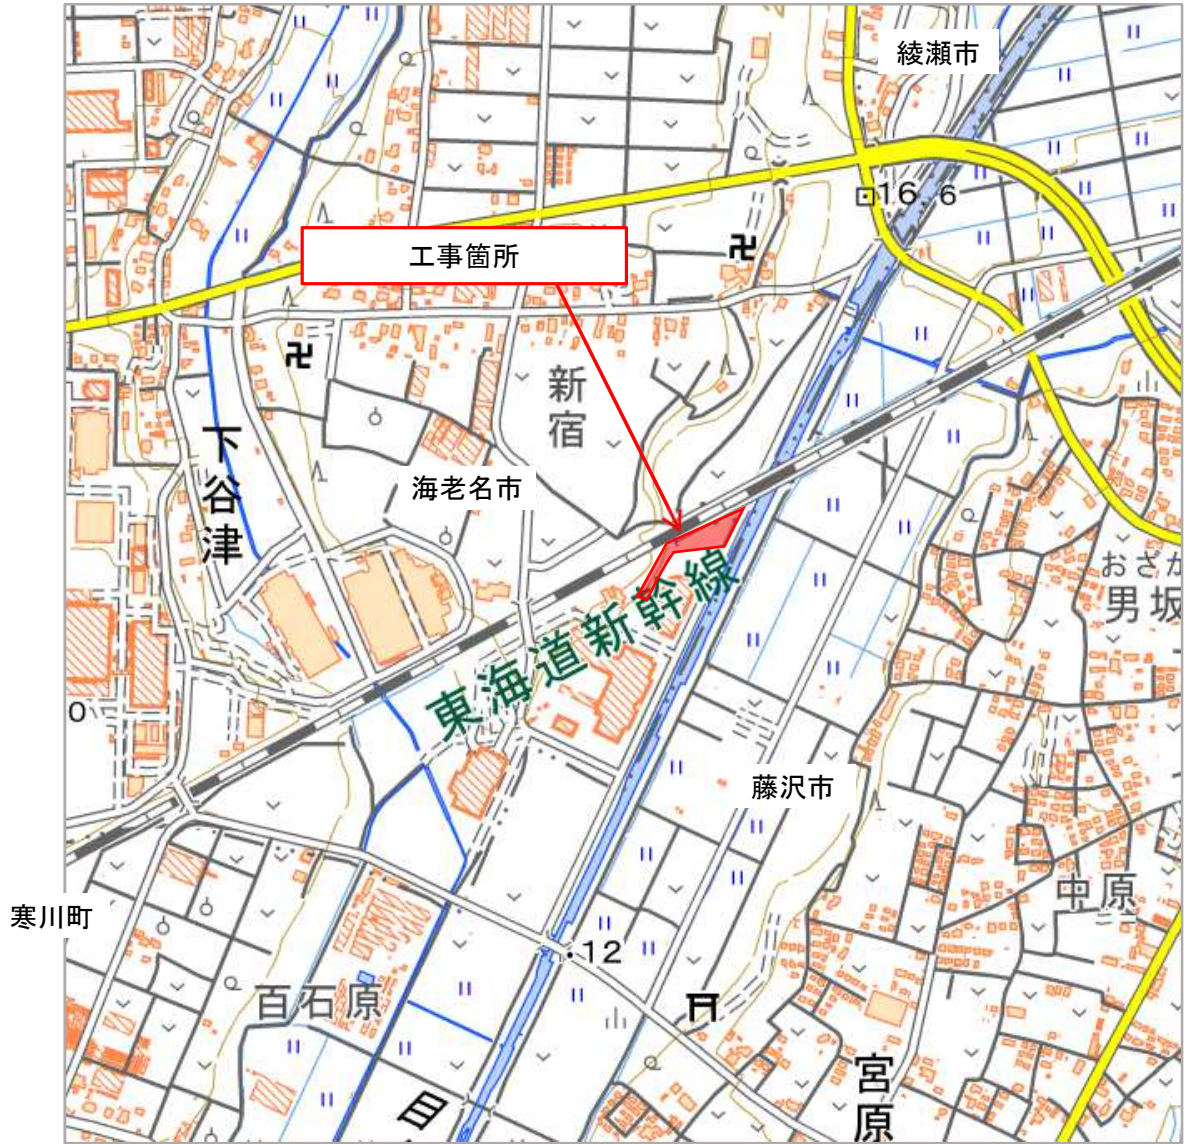 綾瀬市
16.6
工事箇所
新宿
下谷津
海老名市
おさか
男坂
東海道新幹線
0
藤沢市
寒川町
中原
12
百石原
宮原